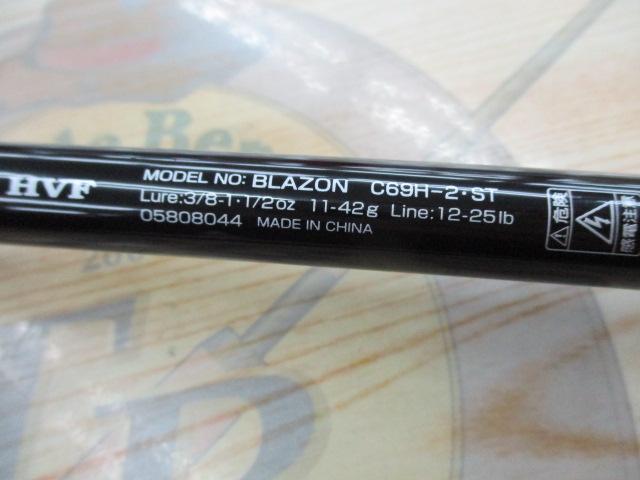 HVF
MODEL NO: BLAZON C69H-2・ST
Lure:3/8-1・1/2oz 11-42g Line:12-25lb
05808044 MADE IN CHINA
危険
感電注意